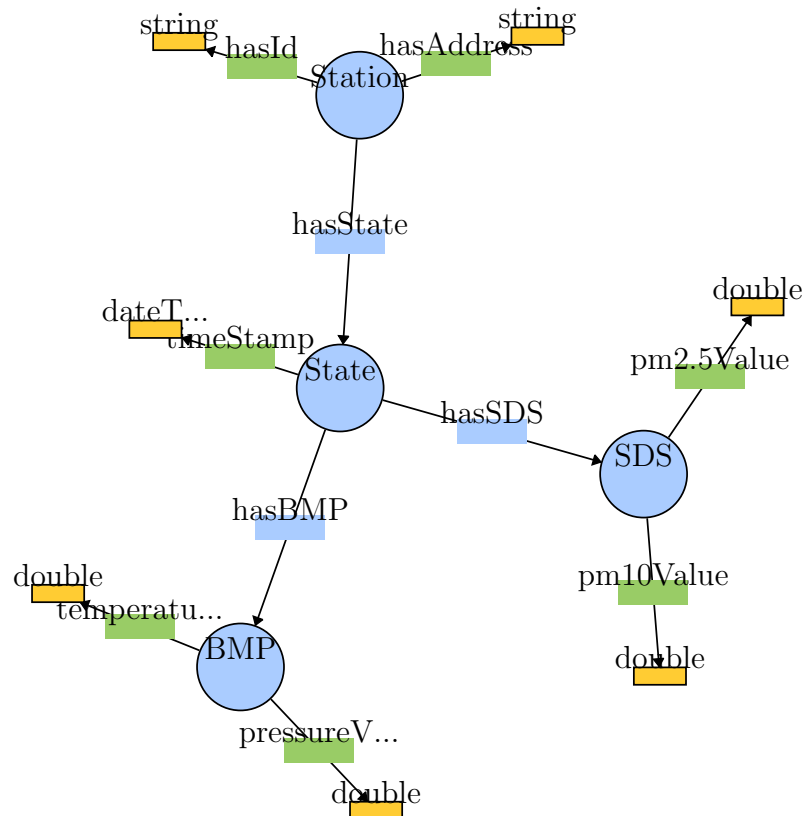 string
string
hasId
hasAddress
Station
hasState
double
dateT...
timeStamp
pm2.5Value
State
hasSDS
SDS
hasBMP
double
pm10Value
temperatu...
BMP
double
pressureV...
double